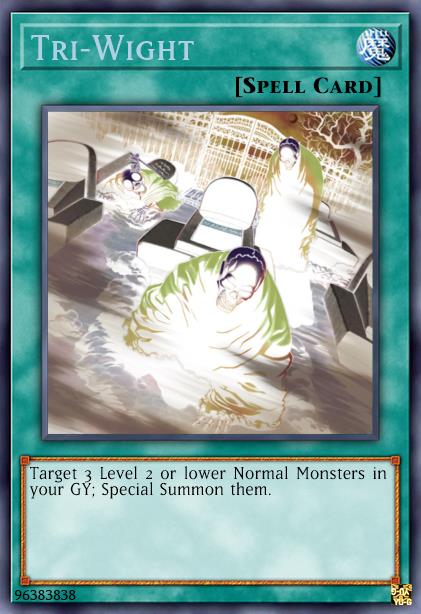 Tri-Wight
魔
[Spell Card]
Target 3 Level 2 or lower Normal Monsters in
your GY; Special Summon them.
96383838